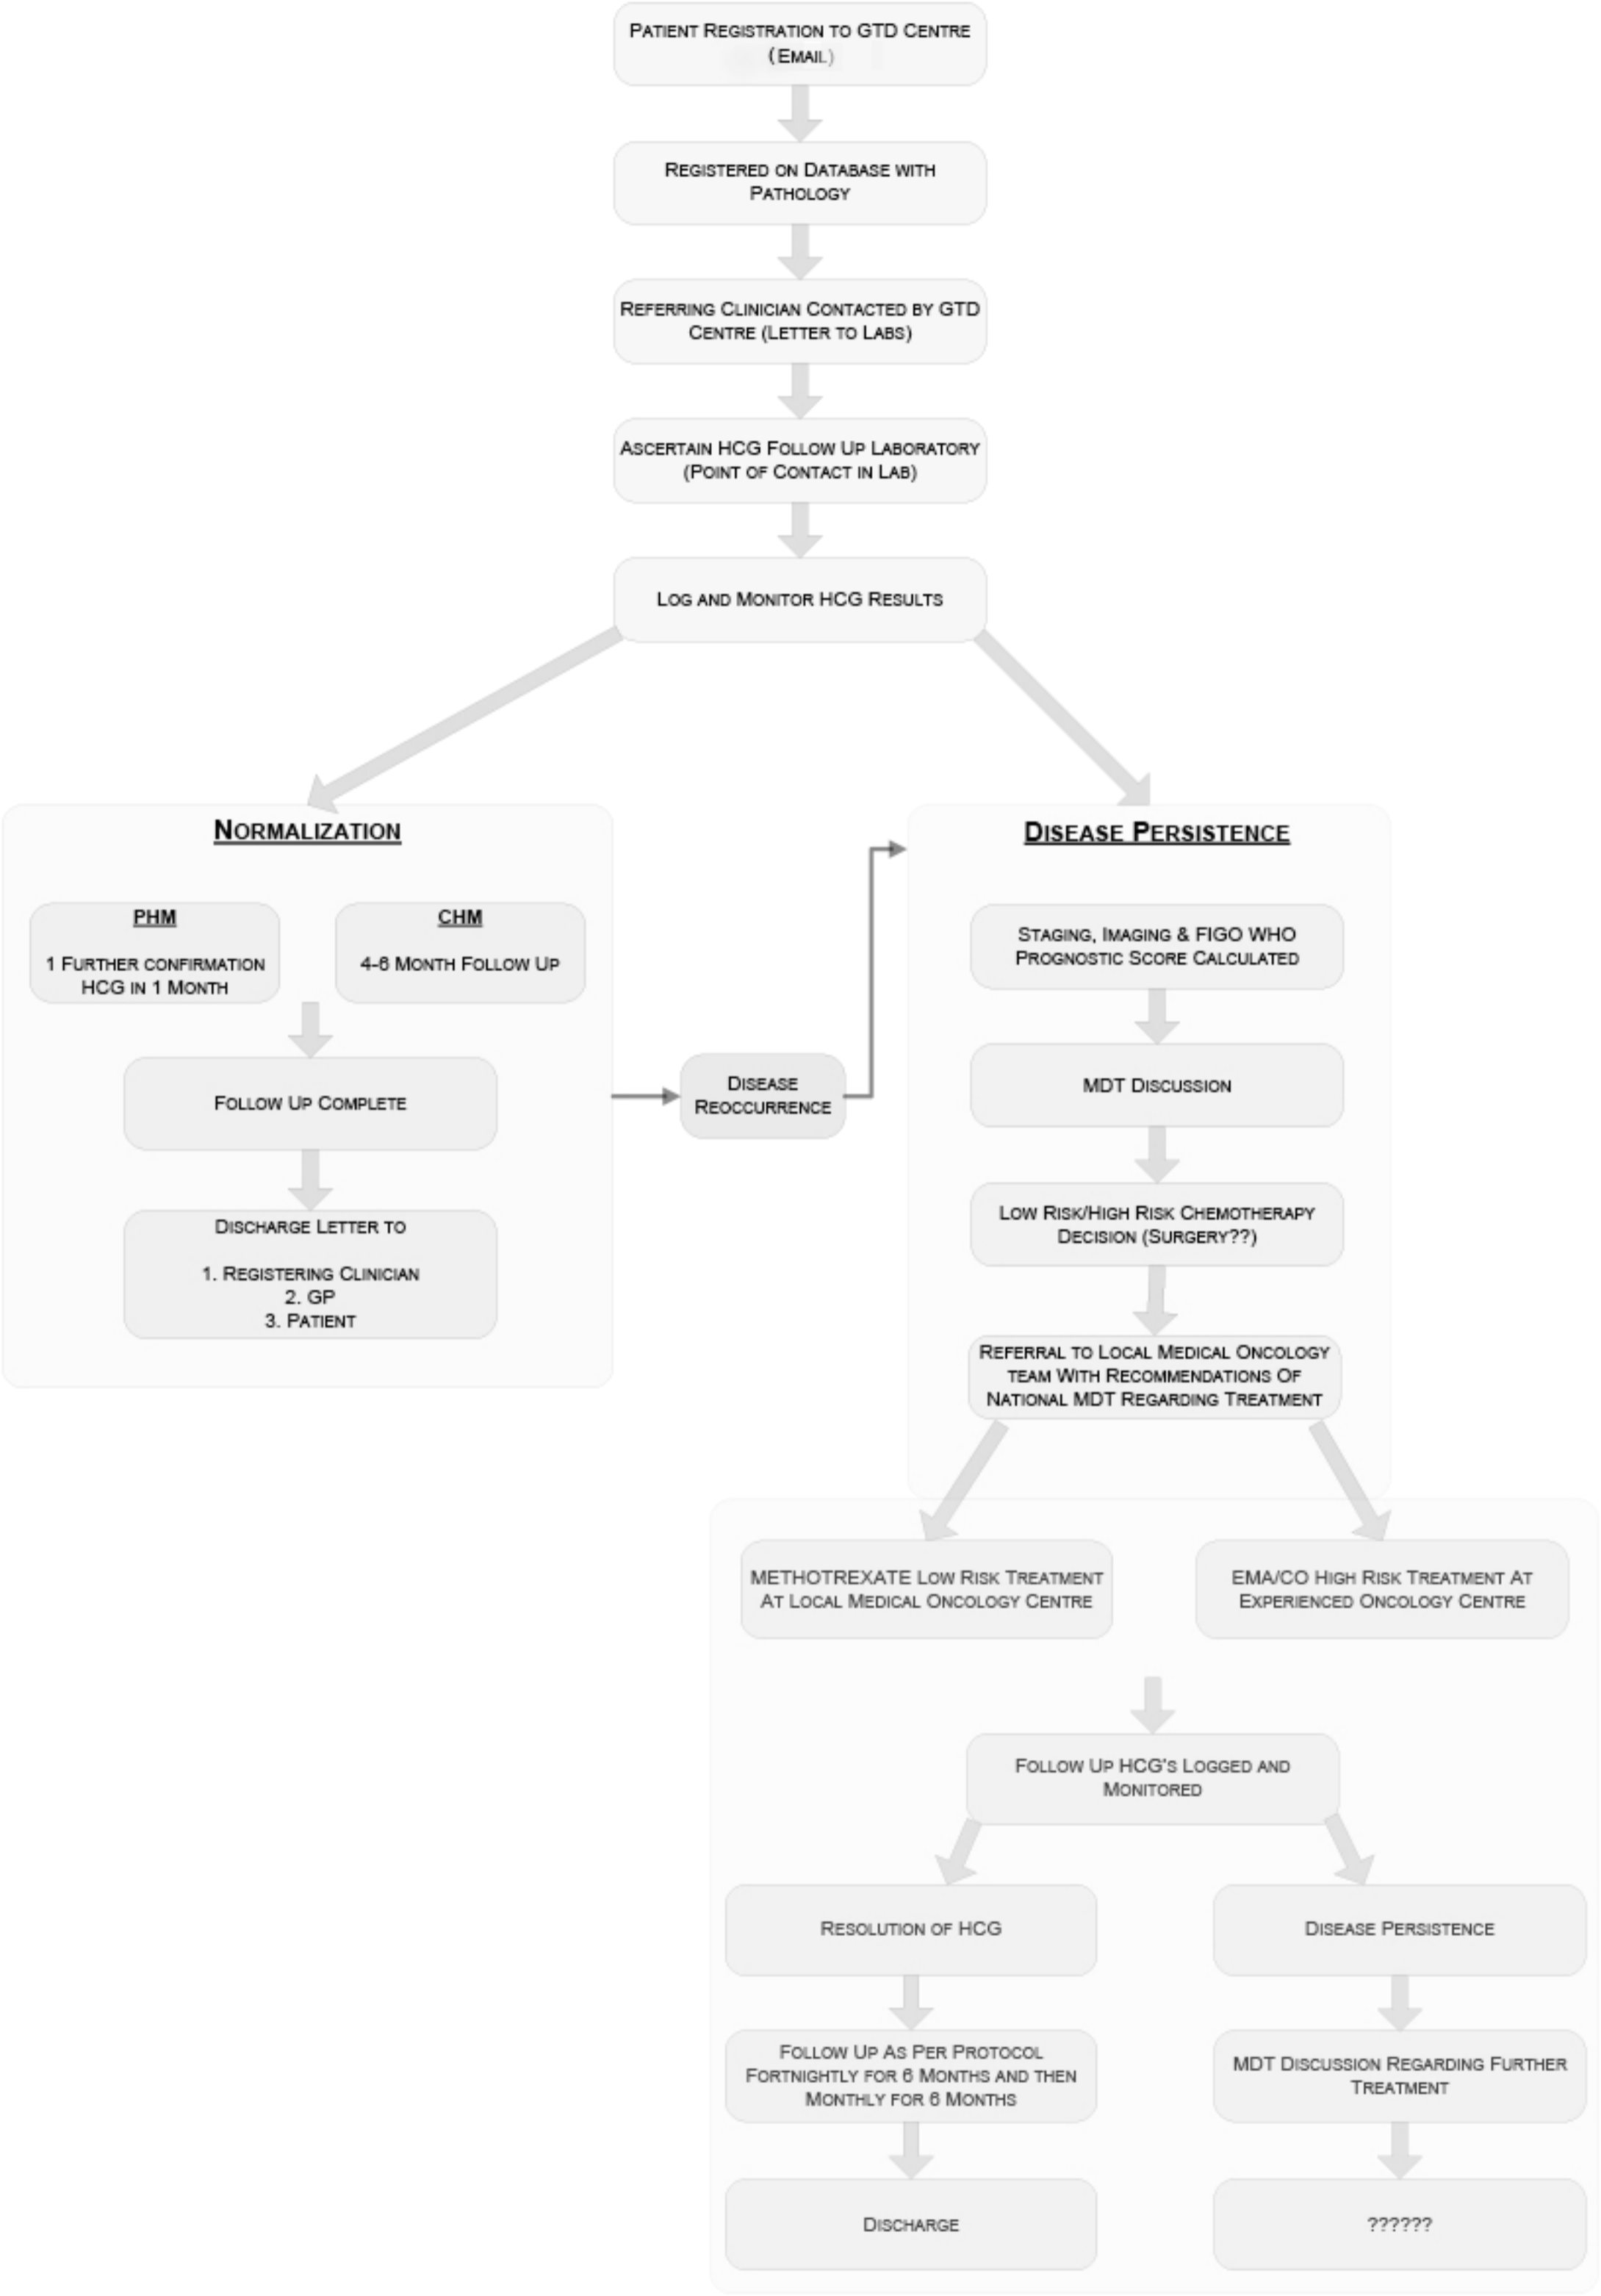 PATIENT REGISTRATION TO GTD CENTRE
(EMAIL)
REGISTERED ON DATABASE WITH
PATHOLOGY
REFERRING CLINICIAN CONTACTED BY GTD
CENTRE (LETTER TO LABS)
ASCERTAIN HCG FOLLOW UP LABORATORY
(POINT OF CONTACT IN LAB)
LOG AND MONITOR HCG RESULTS
NORMALIZATION
PHM
1 FURTHER CONFIRMATION
HCG IN 1 MONTH
CHM
4-6 MONTH FOLLOW UP
FOLLOW UP COMPLETE
DISCHARGE LETTER TO
1. REGISTERING CLINICIAN
2. GP
3. PATIENT
DISEASE
REOCCURRENCE
DISEASE PERSISTENCE
STAGING, IMAGING & FIGO WHO
PROGNOSTIC SCORE CALCULATED
MDT DISCUSSION
LOW RISK/HIGH RISK CHEMOTHERAPY
DECISION (SURGERY??)
REFERRAL TO LOCAL MEDICAL ONCOLOGY
TEAM WITH RECOMMENDATIONS OF
NATIONAL MDT REGARDING TREATMENT
METHOTREXATE LOW RISK TREATMENT
AT LOCAL MEDICAL ONCOLOGY CENTRE
EMA/CO HIGH RISK TREATMENT AT
EXPERIENCED ONCOLOGY CENTRE
FOLLOW UP HCG'S LOGGED AND
MONITORED
RESOLUTION OF HCG
FOLLOW UP AS PER PROTOCOL
FORTNIGHTLY FOR 6 MONTHS AND THEN
MONTHLY FOR 6 MONTHS
DISCHARGE
DISEASE PERSISTENCE
MDT DISCUSSION REGARDING FURTHER
TREATMENT
??????